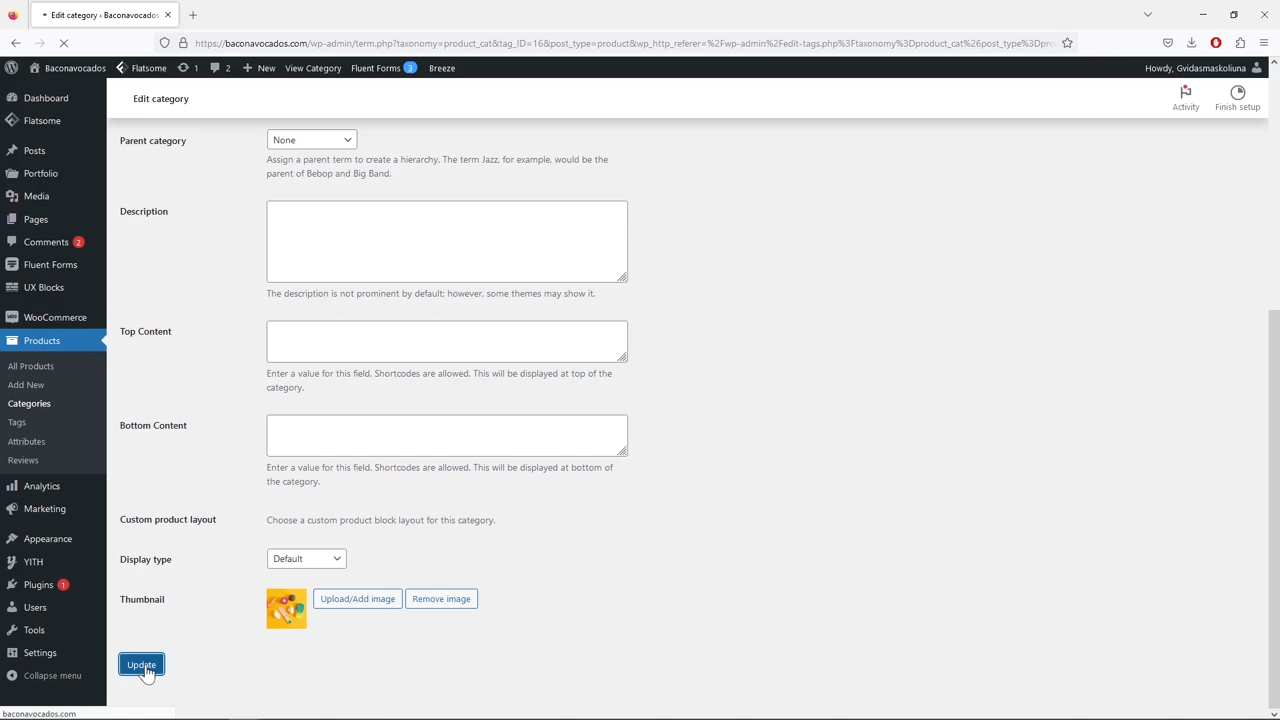 Edit category ‹ Baconavocados
https://baconavocados.com/wp-admin/term.php?taxonomy=product_cat&tag_ID=16&post_type=product&wp_http_referer=%2Fwp-admin%2Fedit-tags.php%3Ftaxonomy%3Dproduct_cat%26post_type%3Dpro
Baconavocados
Flatsome
1
2
New
View Category
Fluent Forms
3
Breeze
Howdy, Gvidasmaskoliuna
Edit category
Activity
Finish setup
Dashboard
Flatsome
Posts
Portfolio
Media
Pages
Comments 2
Fluent Forms
UX Blocks
WooCommerce
Products
All Products
Add New
Categories
Tags
Attributes
Reviews
Analytics
Marketing
Appearance
YITH
Plugins 1
Users
Tools
Settings
Collapse menu
Parent category
None
Assign a parent term to create a hierarchy. The term Jazz, for example, would be the
parent of Bebop and Big Band.
Description
The description is not prominent by default; however, some themes may show it.
Top Content
Enter a value for this field. Shortcodes are allowed. This will be displayed at top of the
category.
Bottom Content
Enter a value for this field. Shortcodes are allowed. This will be displayed at bottom of
the category.
Custom product layout
Choose a custom product block layout for this category.
Display type
Default
Thumbnail
Upload/Add image
Remove image
Update
baconavocados.com